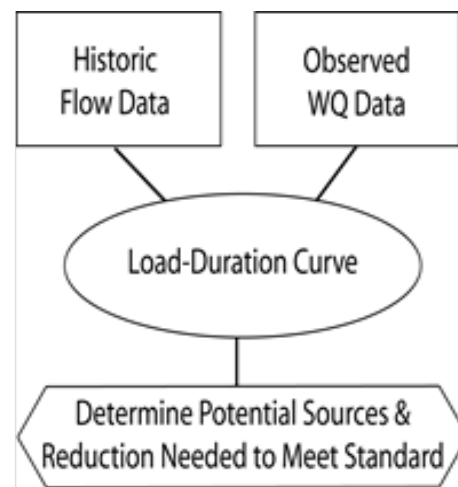 Historic
Flow Data
Observed
WQ Data
Load-Duration Curve
Determine Potential Sources &
Reduction Needed to Meet Standard